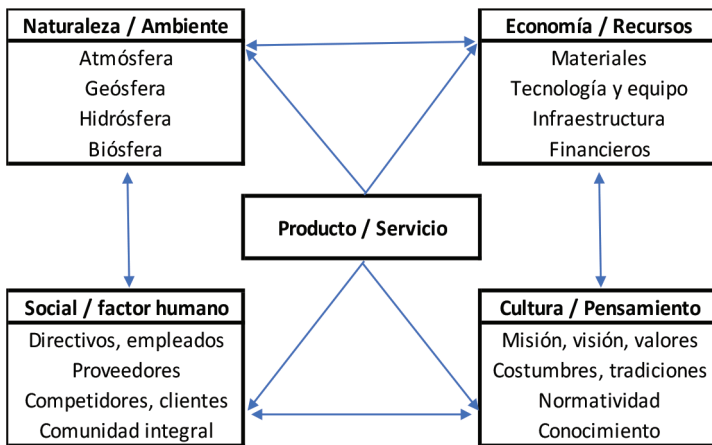 Naturaleza / Ambiente
Atmósfera
Geósfera
Hidrósfera
Biósfera
Economía / Recursos
Materiales
Tecnología y equipo
Infraestructura
Financieros
Producto / Servicio
Social / factor humano
Directivos, empleados
Proveedores
Competidores, clientes
Comunidad integral
Cultura / Pensamiento
Misión, visión, valores
Costumbres, tradiciones
Normatividad
Conocimiento